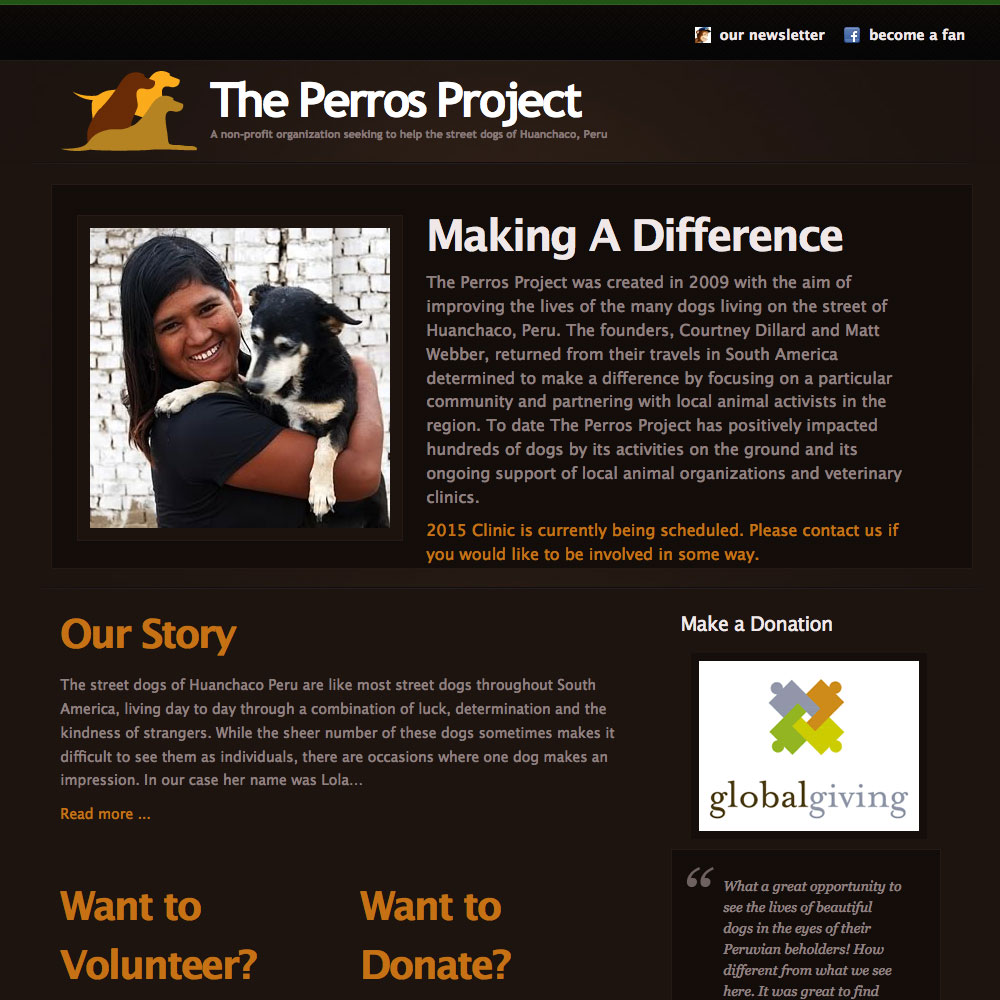 our newsletter
become a fan
The Perros Project
A non-profit organization seeking to help the street dogs of Huanchaco, Peru
Making A Difference
The Perros Project was created in 2009 with the aim of
improving the lives of the many dogs living on the street of
Huanchaco, Peru. The founders, Courtney Dillard and Matt
Webber, returned from their travels in South America
determined to make a difference by focusing on a particular
community and partnering with local animal activists in the
region. To date The Perros Project has positively impacted
hundreds of dogs by its activities on the ground and its
ongoing support of local animal organizations and veterinary
clinics.
2015 Clinic is currently being scheduled. Please contact us if
you would like to be involved in some way.
Our Story
The street dogs of Huanchaco Peru are like most street dogs throughout South
America, living day to day through a combination of luck, determination and the
kindness of strangers. While the sheer number of these dogs sometimes makes it
difficult to see them as individuals, there are occasions where one dog makes an
impression. In our case her name was Lola...
Read more ...
Want to
Volunteer?
Want to
Donate?
Make a Donation
globalgiving
“ What a great opportunity to
see the lives of beautiful
dogs in the eyes of their
Peruvian beholders! How
different from what we see
here. It was great to find